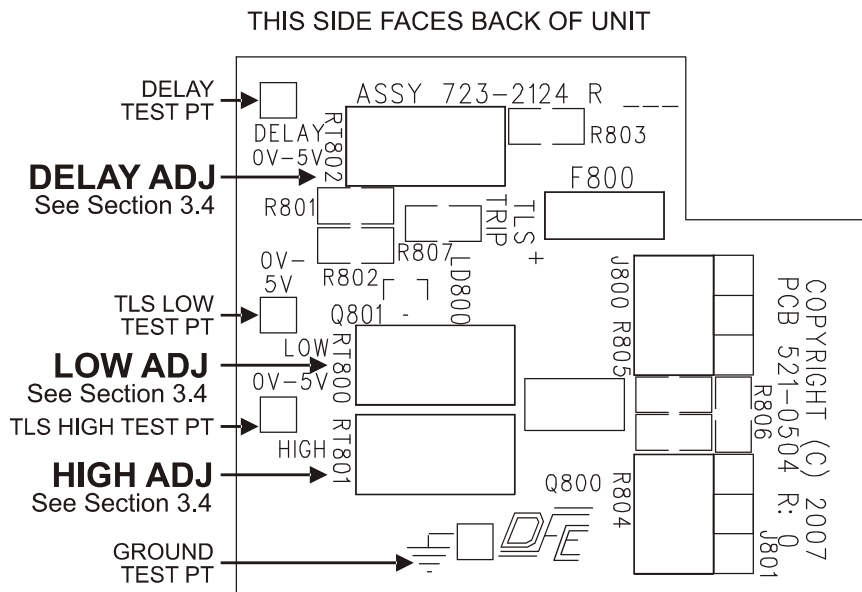 THIS SIDE FACES BACK OF UNIT
DELAY
TEST PT
ASSY 723-2124 R ___
DELAY
0V-5V
RT802
R803
DELAY ADJ
See Section 3.4
F800
R801
R807
TLS +
TRIP
R802
0V-
5V
LD800
Q801 -
J800
R805
TLS LOW
TEST PT
LOW
RT800
LOW ADJ
See Section 3.4
0V-5V
R806
TLS HIGH TEST PT
HIGH
RT801
HIGH ADJ
See Section 3.4
Q800
R804
J801
COPYRIGHT (C) 2007
PCB 521-0504 R: 0
GROUND
TEST PT
DFE